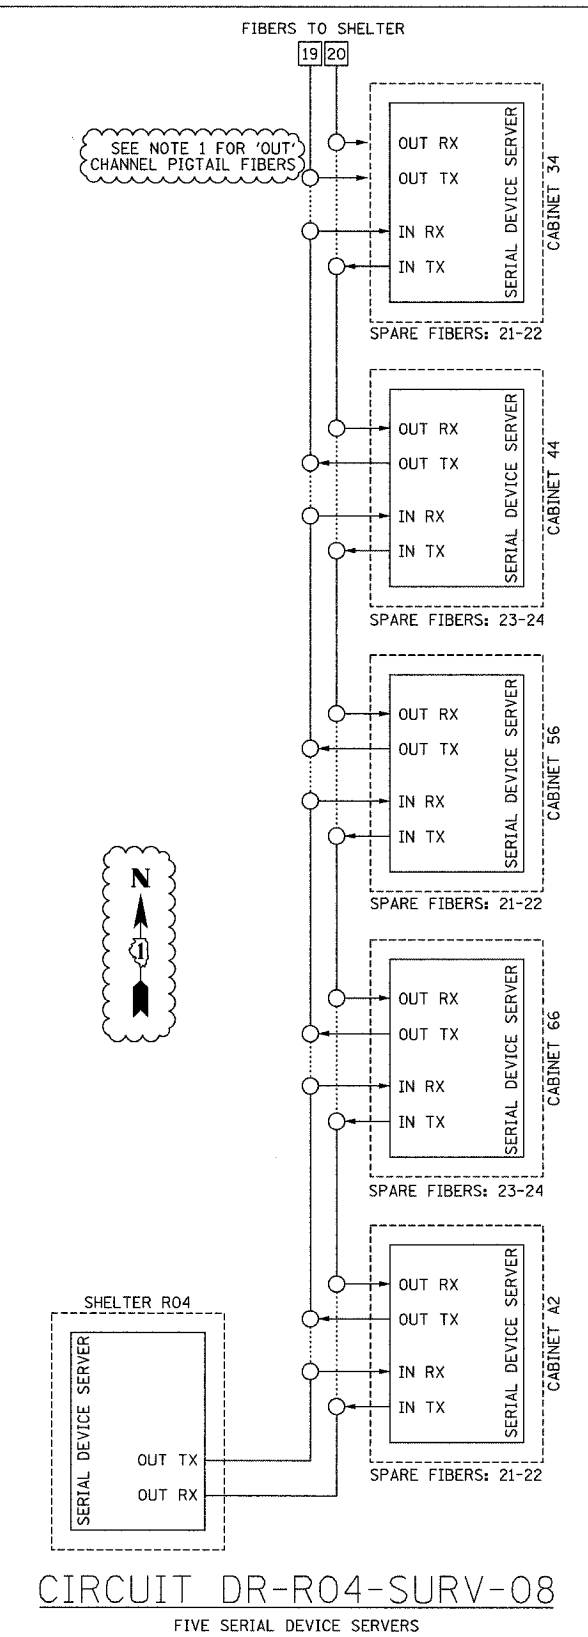 FIBERS TO SHELTER
19 20
SEE NOTE 1 FOR 'OUT'
CHANNEL PIGTAIL FIBERS
OUT RX
OUT TX
IN RX
IN TX
SERIAL DEVICE SERVER
CABINET 34
SPARE FIBERS: 21-22
OUT RX
OUT TX
IN RX
IN TX
SERIAL DEVICE SERVER
CABINET 44
SPARE FIBERS: 23-24
OUT RX
OUT TX
IN RX
IN TX
SERIAL DEVICE SERVER
CABINET 56
SPARE FIBERS: 21-22
N
1
OUT RX
OUT TX
IN RX
IN TX
SERIAL DEVICE SERVER
CABINET 66
SPARE FIBERS: 23-24
OUT RX
OUT TX
IN RX
IN TX
SERIAL DEVICE SERVER
CABINET A2
SPARE FIBERS: 21-22
SHELTER R04
SERIAL DEVICE SERVER
OUT TX
OUT RX
CIRCUIT DR-R04-SURV-08
FIVE SERIAL DEVICE SERVERS